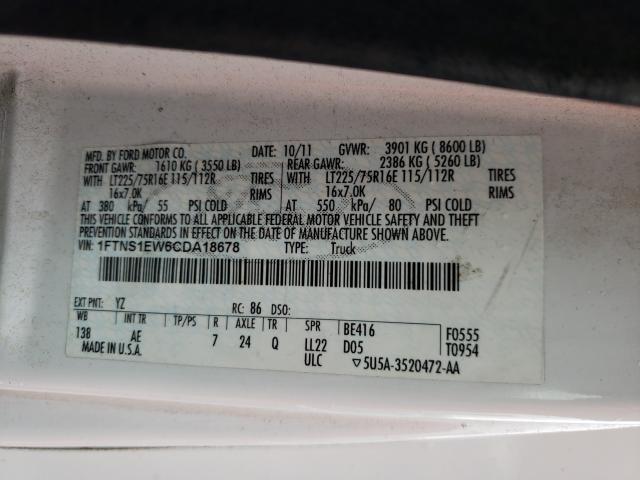 MFD. BY FORD MOTOR CO. DATE: 10/11 GVWR: 3901 KG ( 8600 LB)
FRONT GAWR: 1610 KG ( 3550 LB) REAR GAWR: 2386 KG ( 5260 LB)
WITH LT225/75R16E 115/112R TIRES WITH LT225/75R16E 115/112R TIRES
16x7.0K RIMS 16x7.0K RIMS
AT 380 kPa/ 55 PSI COLD AT 550 kPa/ 80 PSI COLD
THIS VEHICLE CONFORMS TO ALL APPLICABLE FEDERAL MOTOR VEHICLE SAFETY AND THEFT
PREVENTION STANDARDS IN EFFECT ON THE DATE OF MANUFACTURE SHOWN ABOVE.
VIN: 1FTNS1EW6CDA18678 TYPE: Truck
EXT PNT: YZ RC: 86 DSO:
WB INT TR TP/PS R AXLE TR SPR BE416 F0555
138 AE 7 24 Q LL22 D05 T0954
MADE IN U.S.A. ULC ▽5U5A-3520472-AA